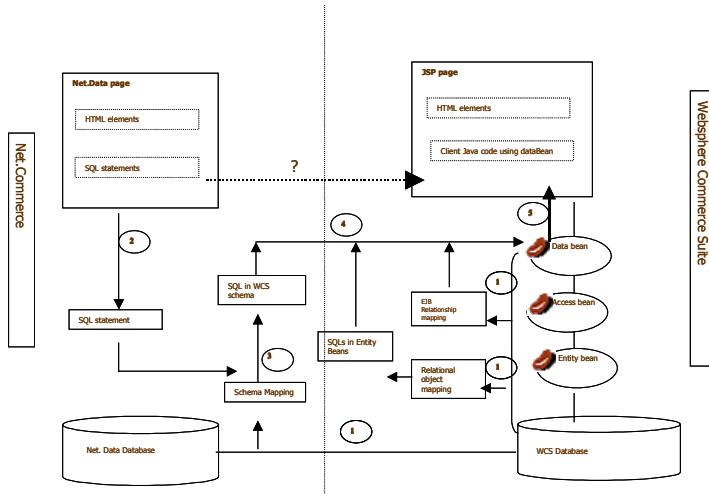 Net.Data page
HTML elements
SQL statements
Net.Commerce
?
JSP page
HTML elements
Client Java code using dataBean
Websphere Commerce Suite
2
4
5
Data bean
SQL in WCS
schema
1
EJB
Relationship
mapping
Access bean
SQL statement
3
SQLs in Entity
Beans
1
Entity bean
Relational
object
mapping
Schema Mapping
1
Net. Data Database
WCS Database